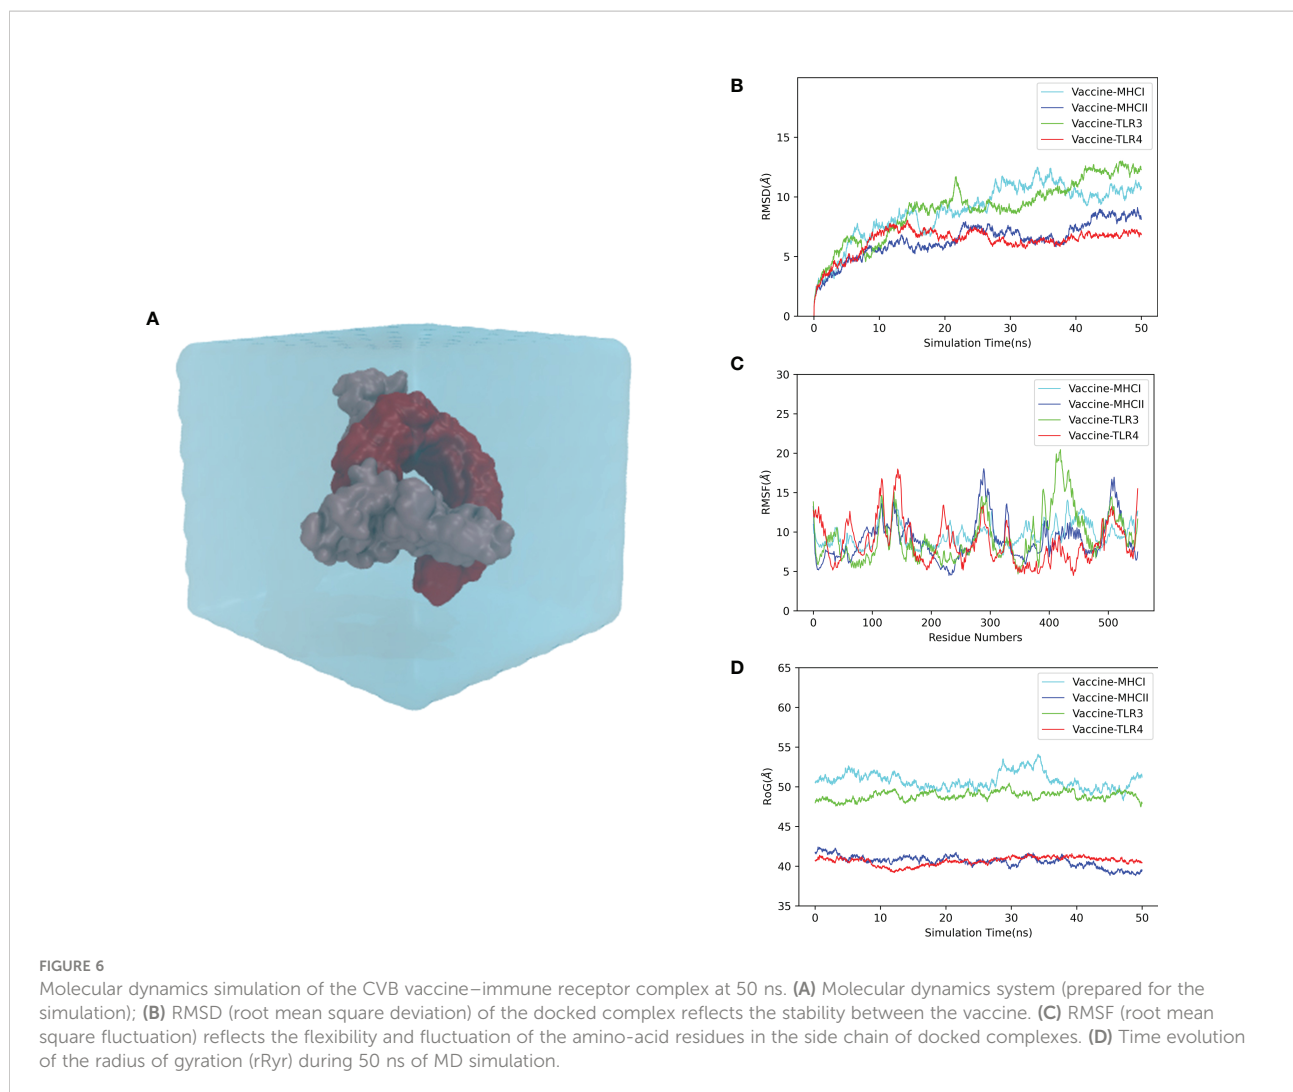 A
B
Vaccine-MHCI
Vaccine-MHCII
Vaccine-TLR3
Vaccine-TLR4
RMSD(Å)
15
10
5
0
0 10 20 30 40 50
Simulation Time(ns)
C
Vaccine-MHCI
Vaccine-MHCII
Vaccine-TLR3
Vaccine-TLR4
RMSF(Å)
30
25
20
15
10
5
0
0 100 200 300 400 500
Residue Numbers
D
Vaccine-MHCI
Vaccine-MHCII
Vaccine-TLR3
Vaccine-TLR4
RoG(Å)
65
60
55
50
45
40
35
0 10 20 30 40 50
Simulation Time(ns)
FIGURE 6
Molecular dynamics simulation of the CVB vaccine–immune receptor complex at 50 ns. (A) Molecular dynamics system (prepared for the
simulation); (B) RMSD (root mean square deviation) of the docked complex reflects the stability between the vaccine. (C) RMSF (root mean
square fluctuation) reflects the flexibility and fluctuation of the amino-acid residues in the side chain of docked complexes. (D) Time evolution
of the radius of gyration (rRyr) during 50 ns of MD simulation.